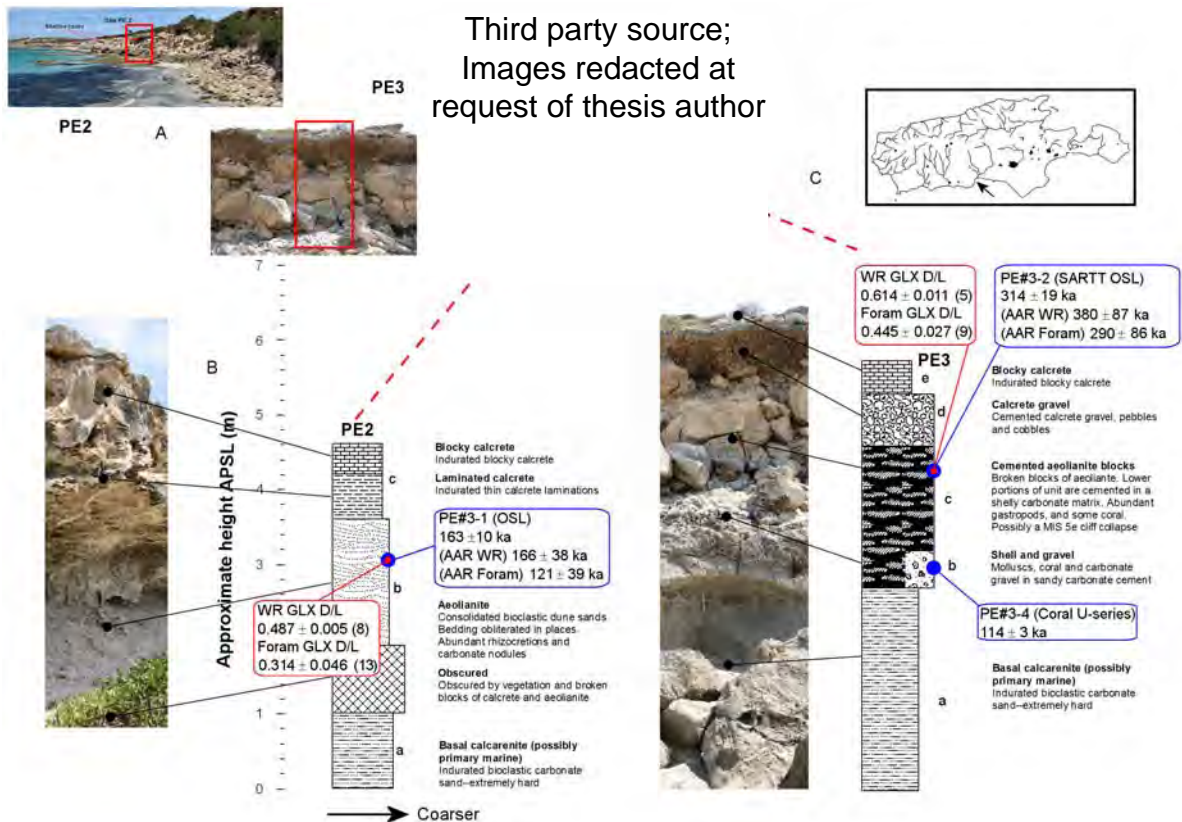 Third party source;
Images redacted at
request of thesis author
Site PE 2
PE2
A
PE3
C
7
6
5
4
3
2
1
0
Approximate height APSL (m)
B
PE2
c
b
a
Blocky calcrete
Indurated blocky calcrete
Laminated calcrete
Indurated thin calcrete laminations
PE#3-1 (OSL)
163 ±10 ka
(AAR WR) 166 ± 38 ka
(AAR Foram) 121 ± 39 ka
WR GLX D/L
0.487 ± 0.005 (8)
Foram GLX D/L
0.314 ± 0.046 (13)
Aeolianite
Consolidated bioclastic dune sands
Bedding obliterated in places
Abundant rhizocretions and
carbonate nodules
Obscured
Obscured by vegetation and broken
blocks of calcrete and aeolianite
Basal calcarenite (possibly
primary marine)
Indurated bioclastic carbonate
sand--extremely hard
Coarser
WR GLX D/L
0.614 ± 0.011 (5)
Foram GLX D/L
0.445 ± 0.027 (9)
PE#3-2 (SARTT OSL)
314 ± 19 ka
(AAR WR) 380 ± 87 ka
(AAR Foram) 290 ± 86 ka
PE3
e
d
c
b
a
Blocky calcrete
Indurated blocky calcrete
Calcrete gravel
Cemented calcrete gravel, pebbles
and cobbles
Cemented aeolianite blocks
Broken blocks of aeoliante. Lower
portions of unit are cemented in a
shelly carbonate matrix. Abundant
gastropods, and some coral.
Possibly a MIS 5e cliff collapse
Shell and gravel
Molluscs, coral and carbonate
gravel in sandy carbonate cement
PE#3-4 (Coral U-series)
114 ± 3 ka
Basal calcarenite (possibly
primary marine)
Indurated bioclastic carbonate
sand--extremely hard